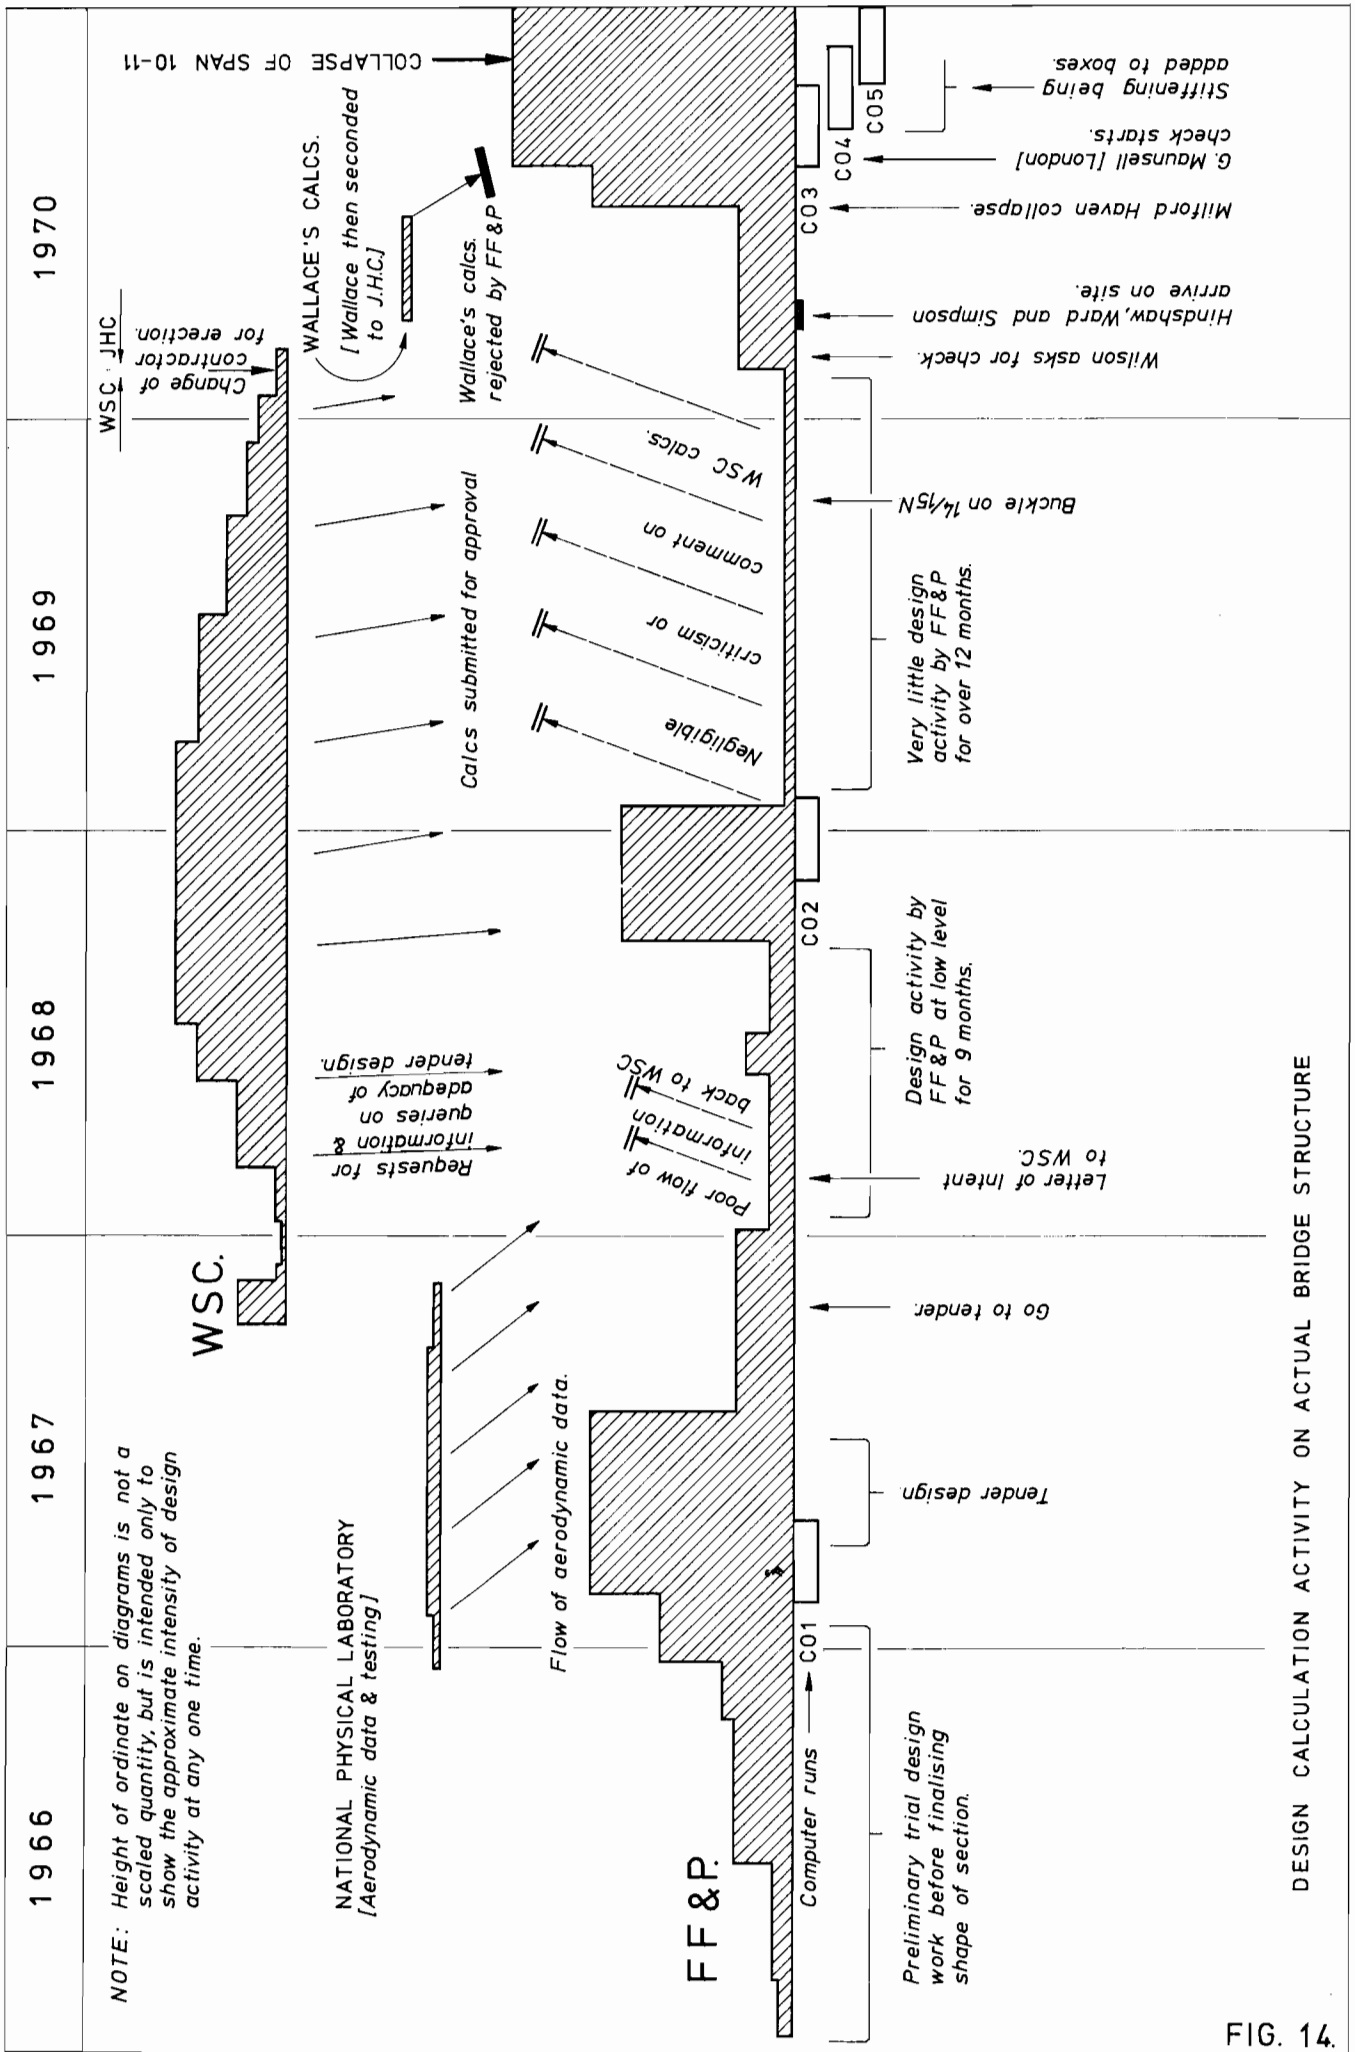 1966
1967
1968
1969
1970
NOTE: Height of ordinate on diagrams is not a
scaled quantity, but is intended only to
show the approximate intensity of design
activity at any one time.
WSC.
WSC
JHC
Change of
contractor
for erection.
NATIONAL PHYSICAL LABORATORY
[Aerodynamic data & testing]
Flow of aerodynamic data.
Requests for
information &
queries on
adequacy of
tender design.
Calcs submitted for approval
WALLACE'S CALCS.
[Wallace then seconded
to J.H.C.]
Wallace's calcs.
rejected by FF&P
COLLAPSE OF SPAN 10-11
Poor flow of
information
back to WSC
Negligible
criticism or
comment on
WSC calcs.
FF&P.
Computer runs
CO1
CO2
CO3
CO4
CO5
Preliminary trial design
work before finalising
shape of section.
Tender design.
Go to tender.
Letter of Intent
to WSC.
Design activity by
FF&P at low level
for 9 months.
Very little design
activity by FF&P
for over 12 months.
Buckle on 14/15N
Wilson asks for check.
Hindshaw, Ward and Simpson
arrive on site.
Milford Haven collapse.
G. Maunsell [London]
check starts.
Stiffening being
added to boxes.
DESIGN CALCULATION ACTIVITY ON ACTUAL BRIDGE STRUCTURE
FIG. 14.